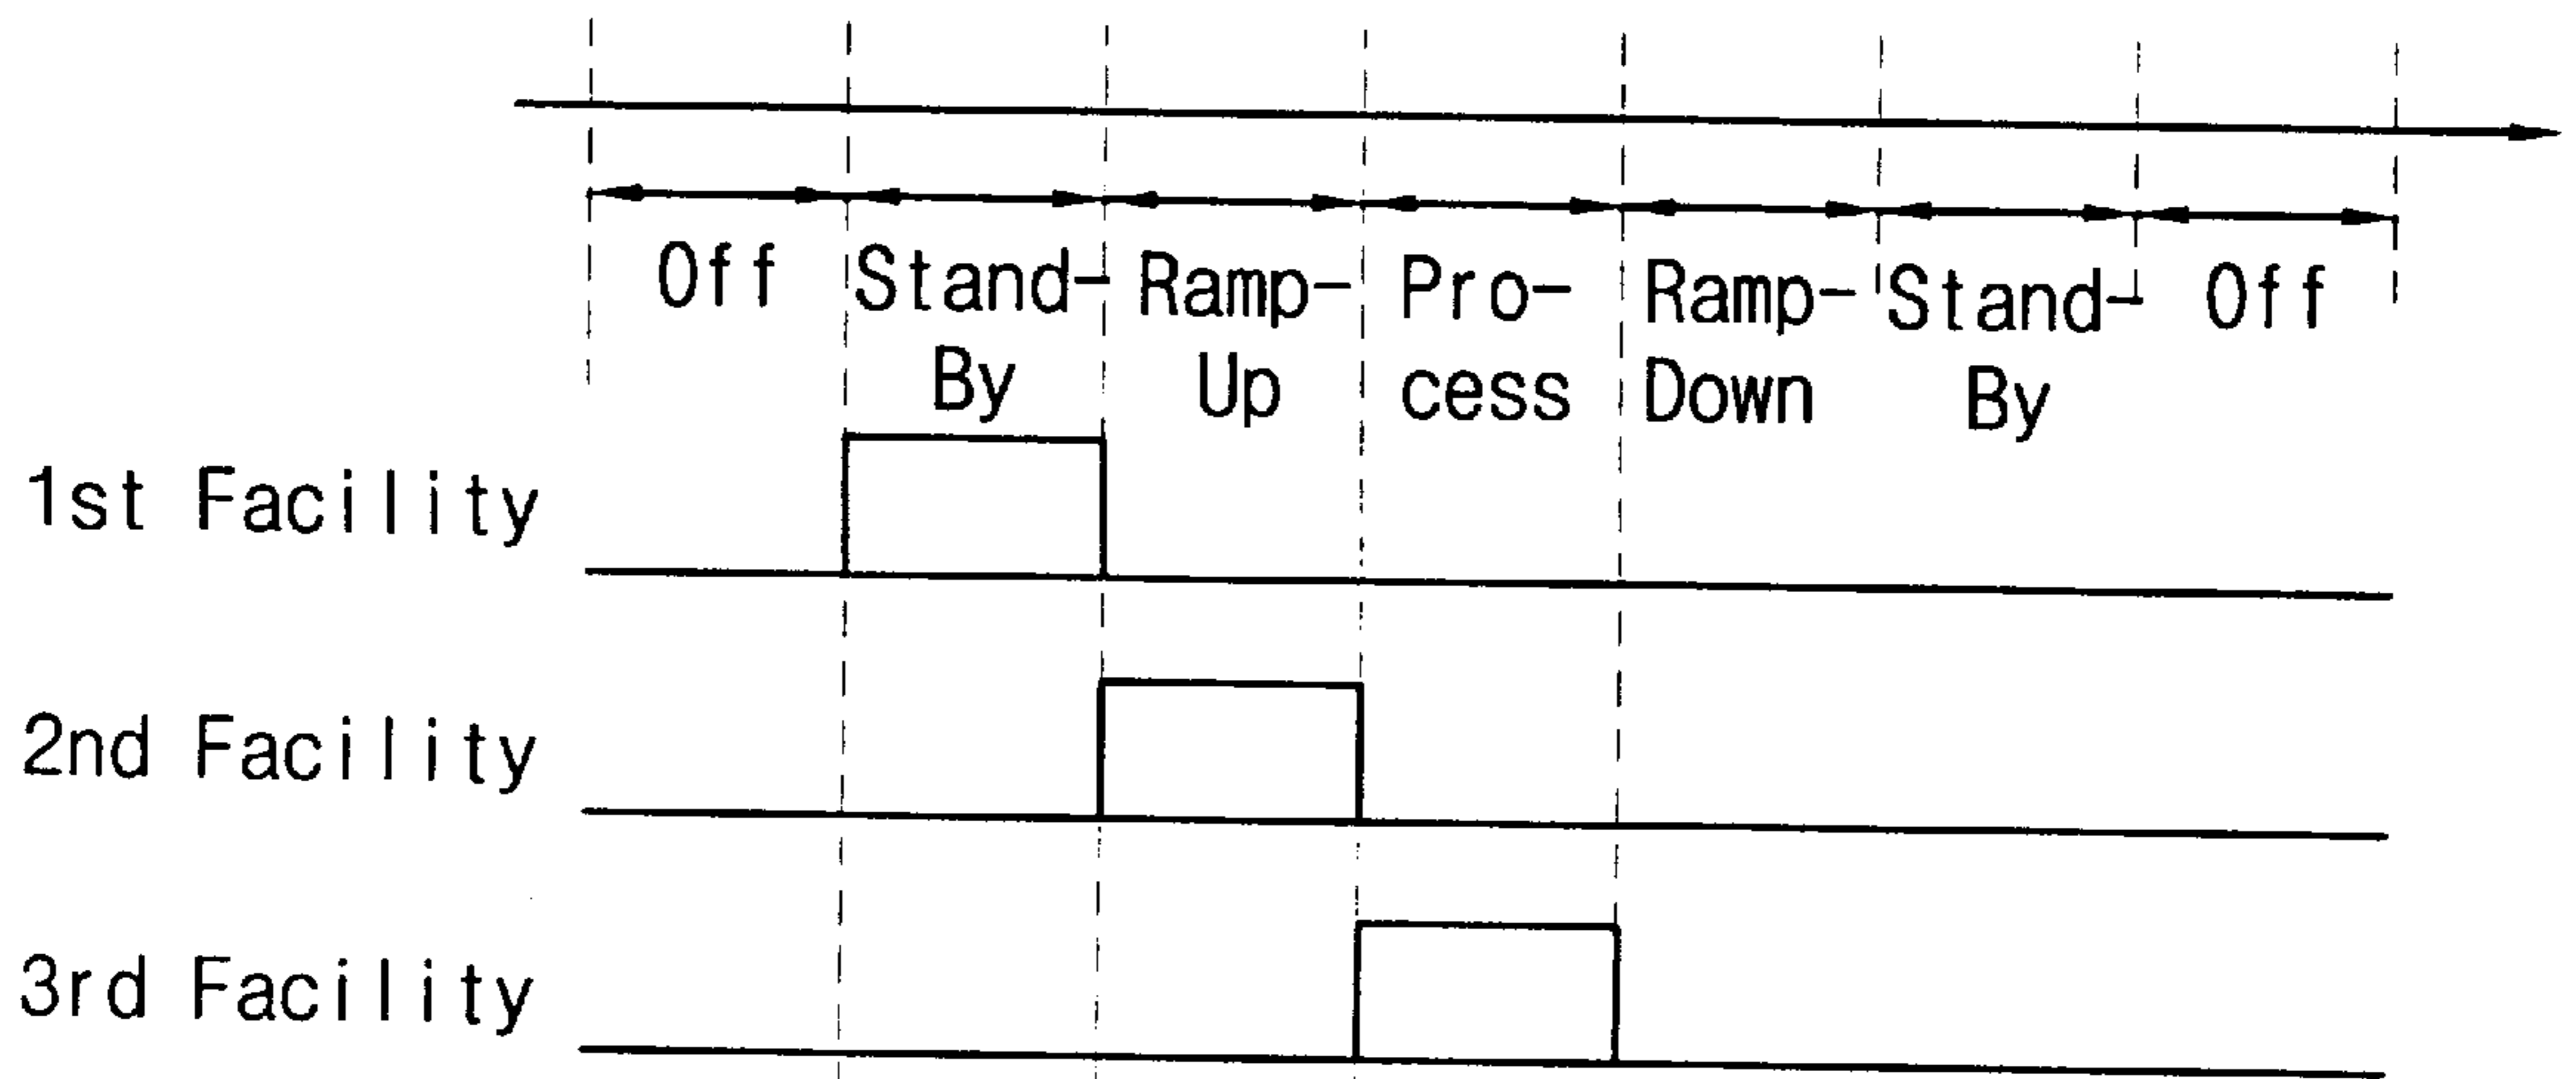 Off Stand- Ramp- Pro- Ramp- Stand- Off
By Up cess Down By
1st Facility
2nd Facility
3rd Facility